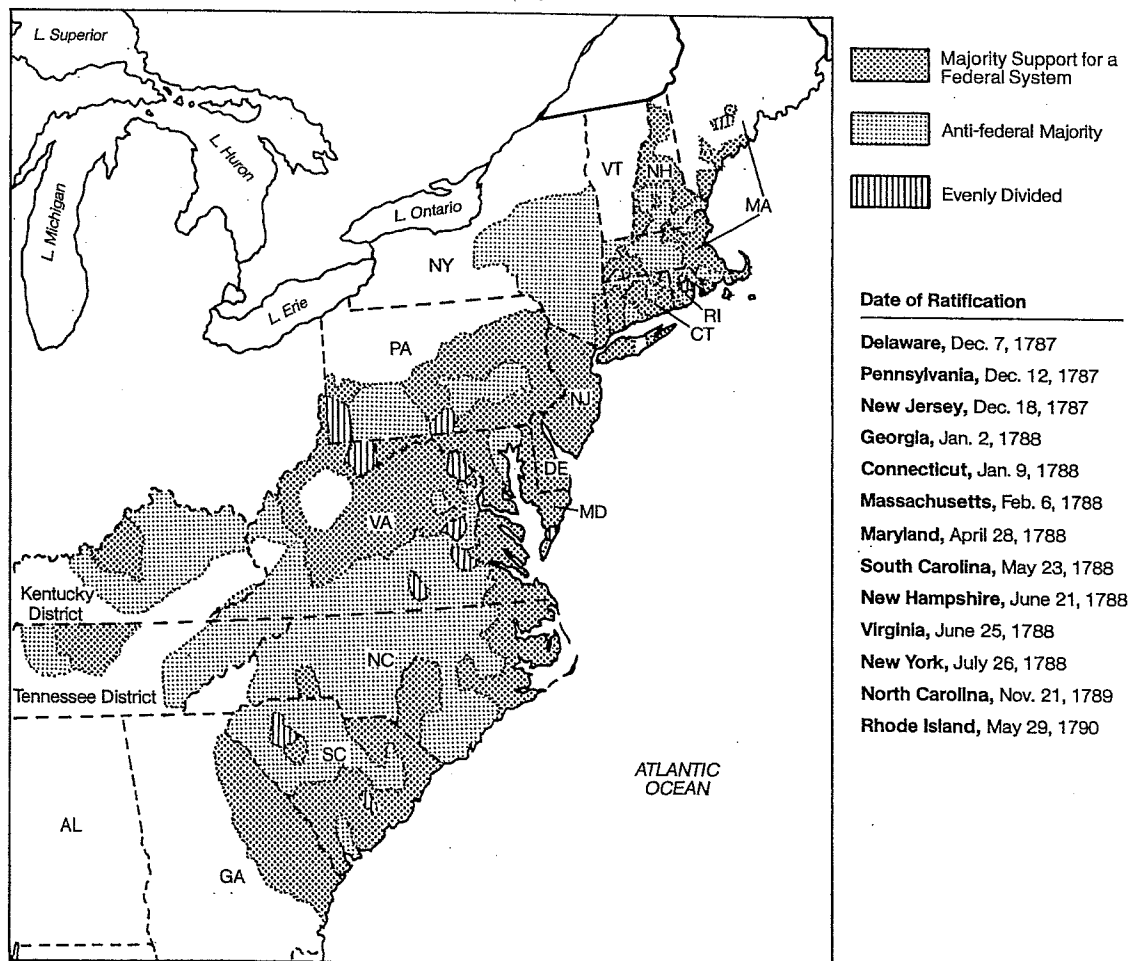 L. Superior
L. Michigan
L. Huron
L. Ontario
L. Erie
VT
NH
MA
NY
RI
CT
PA
NJ
DE
MD
VA
Kentucky
District
NC
Tennessee District
SC
AL
GA
ATLANTIC
OCEAN
Majority Support for a
Federal System
Anti-federal Majority
Evenly Divided
Date of Ratification
Delaware, Dec. 7, 1787
Pennsylvania, Dec. 12, 1787
New Jersey, Dec. 18, 1787
Georgia, Jan. 2, 1788
Connecticut, Jan. 9, 1788
Massachusetts, Feb. 6, 1788
Maryland, April 28, 1788
South Carolina, May 23, 1788
New Hampshire, June 21, 1788
Virginia, June 25, 1788
New York, July 26, 1788
North Carolina, Nov. 21, 1789
Rhode Island, May 29, 1790